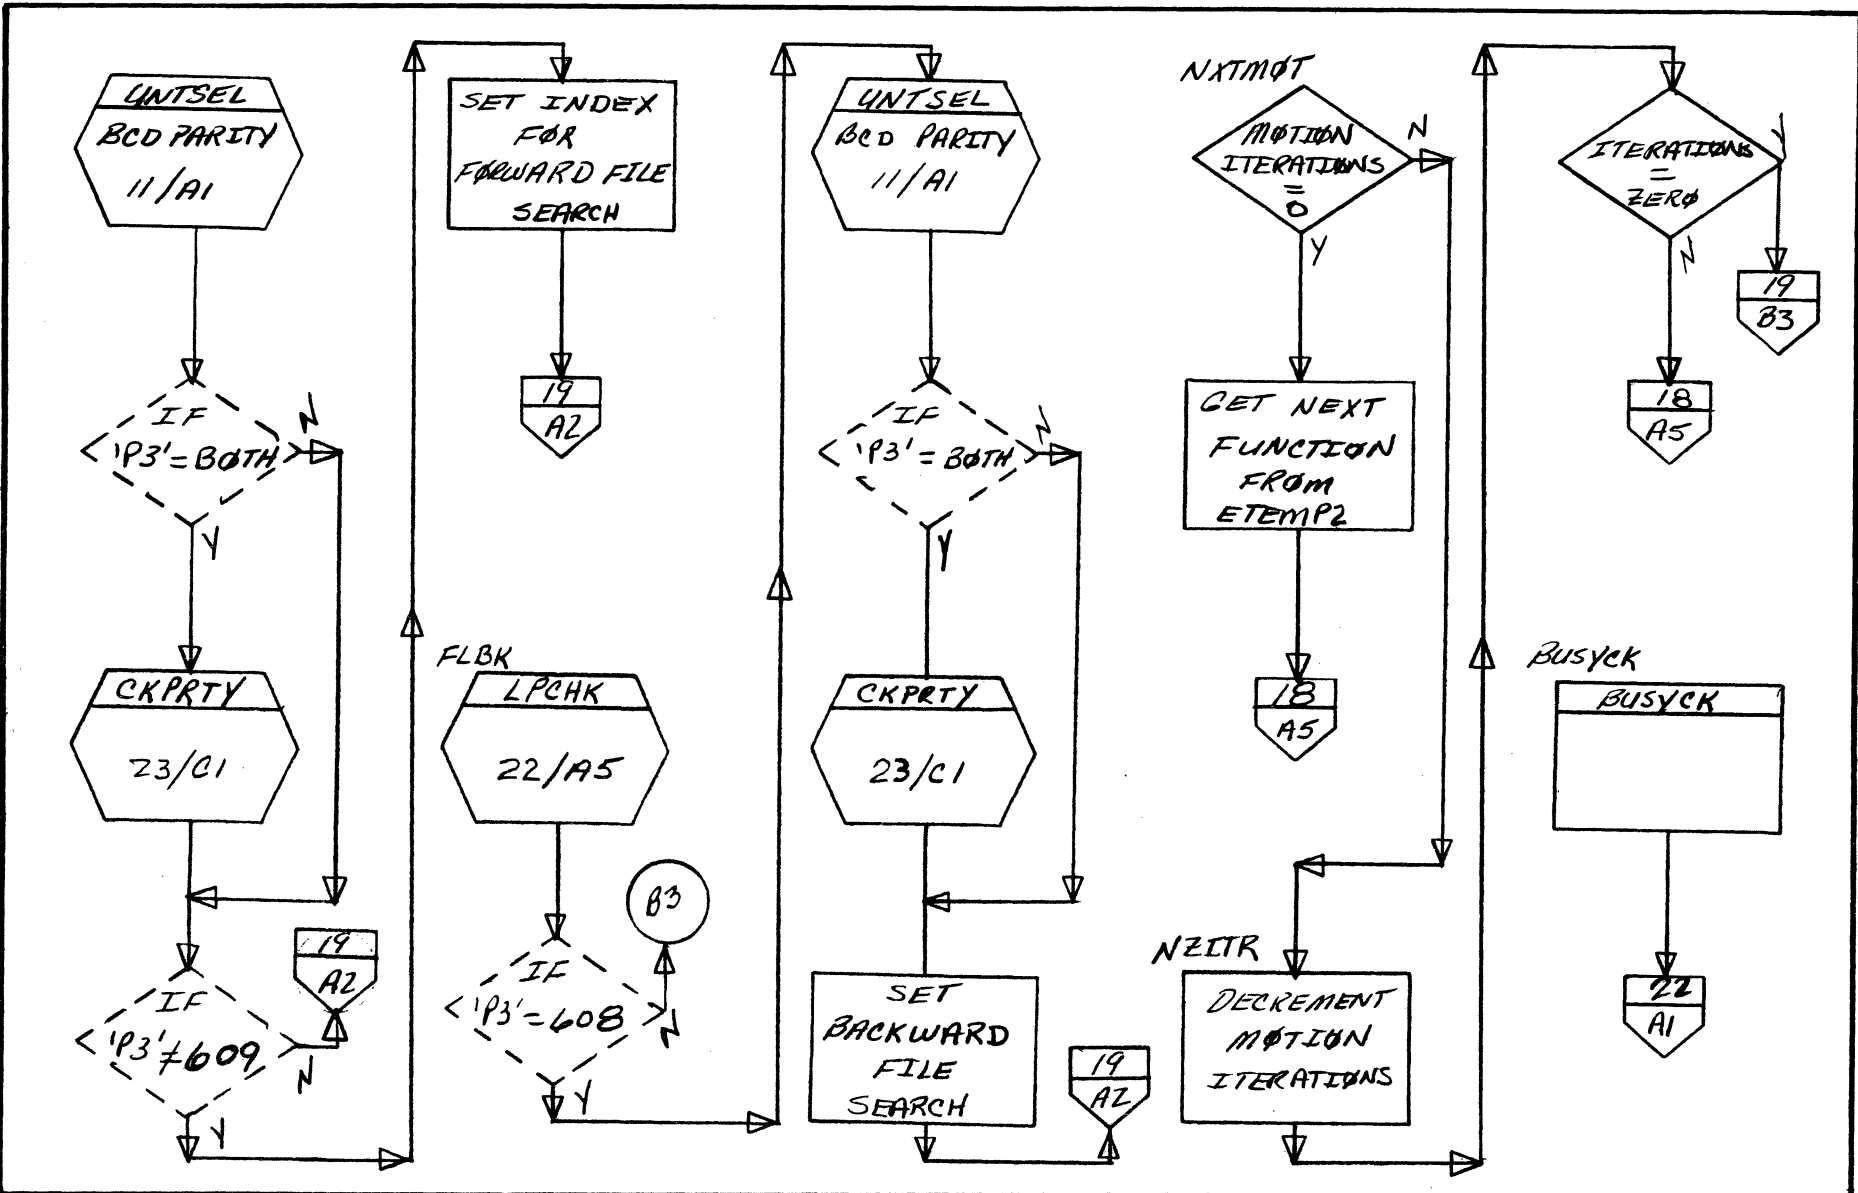 UNTSEL
BCD PARITY
11/A1
IF
'P3'=BØTH
N
Y
CKPRTY
23/C1
IF
'P3'≠609
N
Y
19
A2
SET INDEX
FØR
FØRWARD FILE
SEARCH
19
A2
FLBK
LPCHK
22/A5
IF
'P3'=608
N
Y
B3
UNTSEL
BCD PARITY
11/A1
IF
'P3'=BØTH
N
Y
CKPRTY
23/C1
SET
BACKWARD
FILE
SEARCH
19
A2
NXTMØT
MØTIØN
ITERATIØNS
=
0
N
Y
GET NEXT
FUNCTIØN
FRØM
ETEMP2
18
A5
NZITR
DECREMENT
MØTIØN
ITERATIØNS
ITERATIØNS
=
ZERØ
Y
N
19
B3
18
A5
BUSYCK
BUSYCK
22
A1